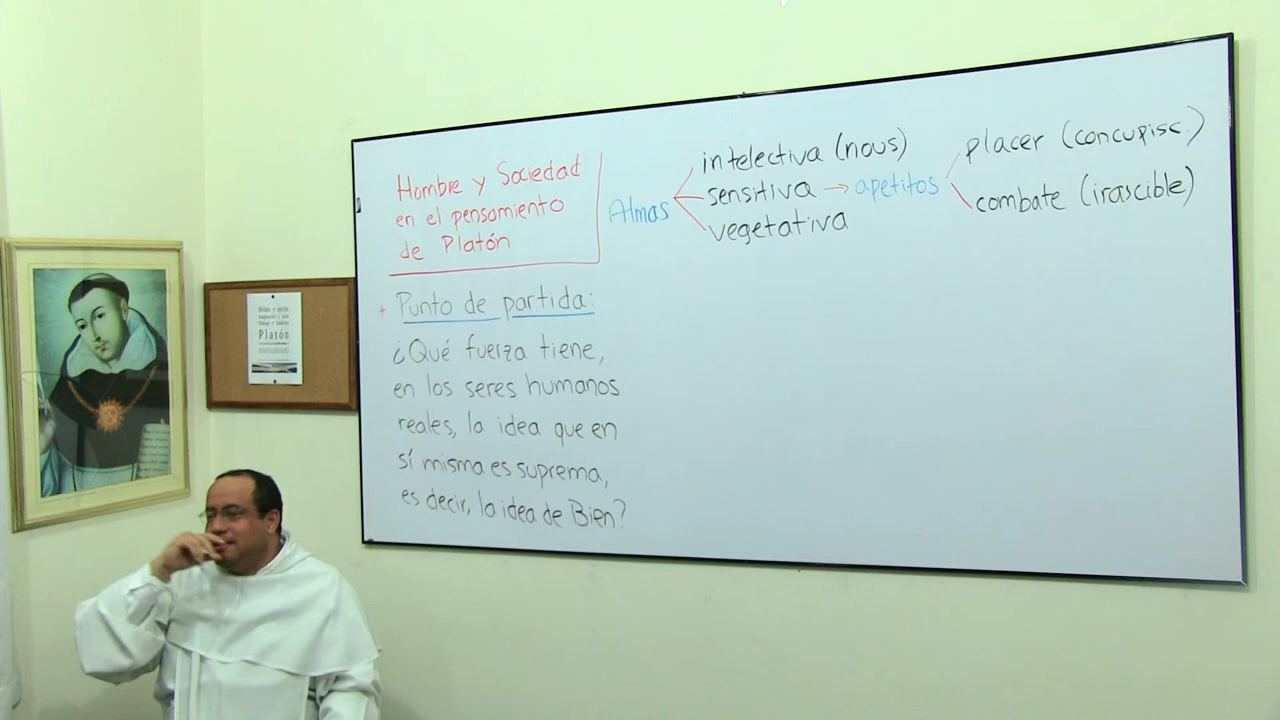 Hombre y Sociedad
en el pensamiento
de Platón
Almas
intelectiva (nous)
sensitiva → apetitos
vegetativa
placer (concupisc.)
combate (irascible)
* Punto de partida:
¿Qué fuerza tiene,
en los seres humanos
reales, la idea que en
sí misma es suprema,
es decir, la idea de Bien?
Platón